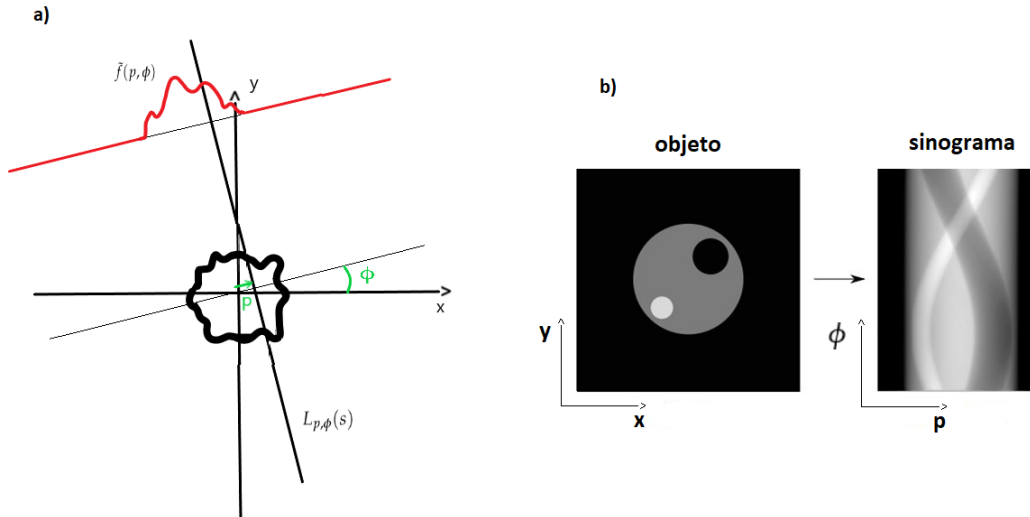 a)
f̃(p,ϕ)
y
ϕ
p
x
L_{p,ϕ}(s)
b)
objeto
sinograma
y
x
ϕ
p